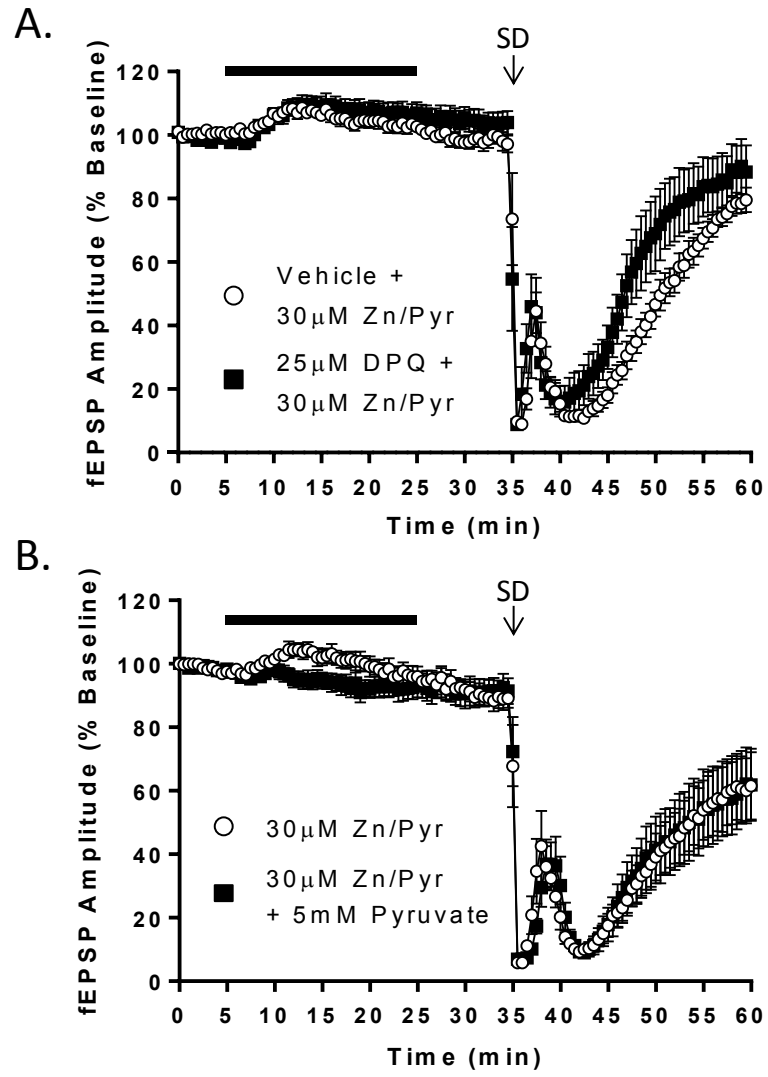 A.
SD
120
100
80
60
40
20
0
fEPSP Amplitude (% Baseline)
Vehicle +
30μM Zn/Pyr
25μM DPQ +
30μM Zn/Pyr
0 5 10 15 20 25 30 35 40 45 50 55 60
Time (min)
B.
SD
120
100
80
60
40
20
0
fEPSP Amplitude (% Baseline)
30μM Zn/Pyr
30μM Zn/Pyr
+ 5mM Pyruvate
0 5 10 15 20 25 30 35 40 45 50 55 60
Time (min)